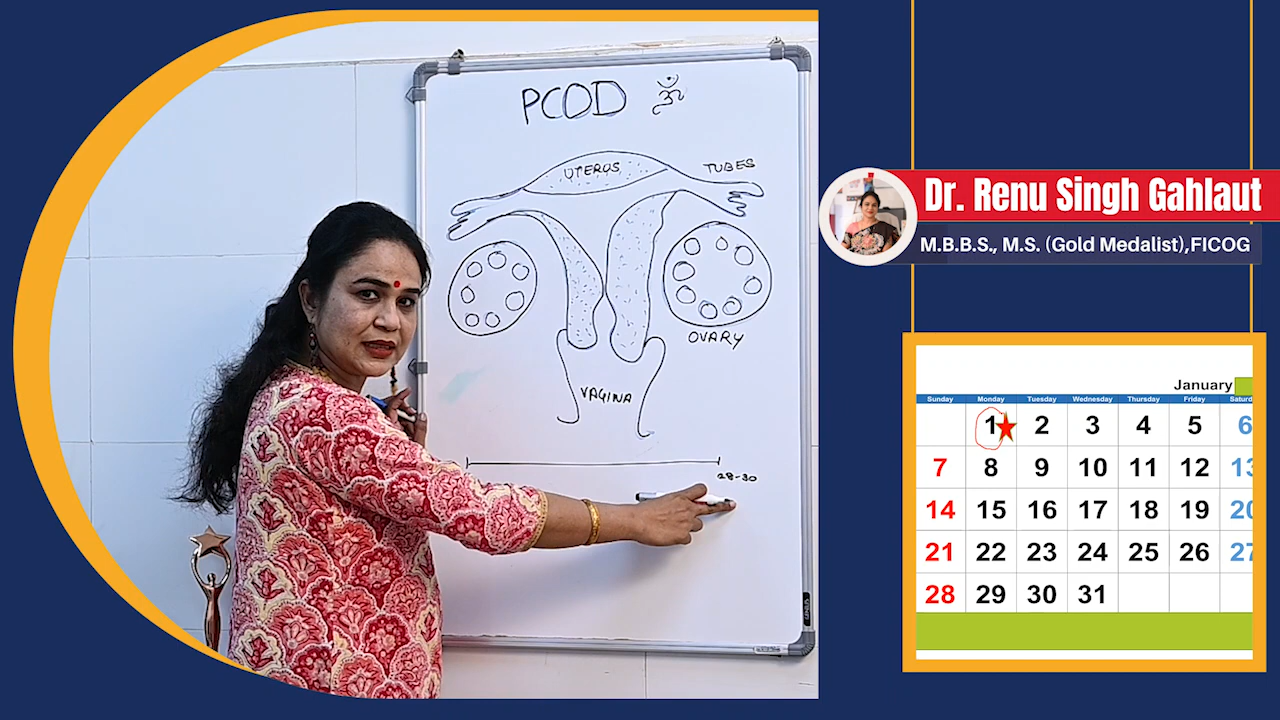 PCOD ॐ
UTEROS
TUBES
OVARY
VAGINA
28-30
Dr. Renu Singh Gahlaut
M.B.B.S., M.S. (Gold Medalist),FICOG
January
Sunday Monday Tuesday Wednesday Thursday Friday
1 2 3 4 5 6
7 8 9 10 11 12 13
14 15 16 17 18 19 20
21 22 23 24 25 26 27
28 29 30 31